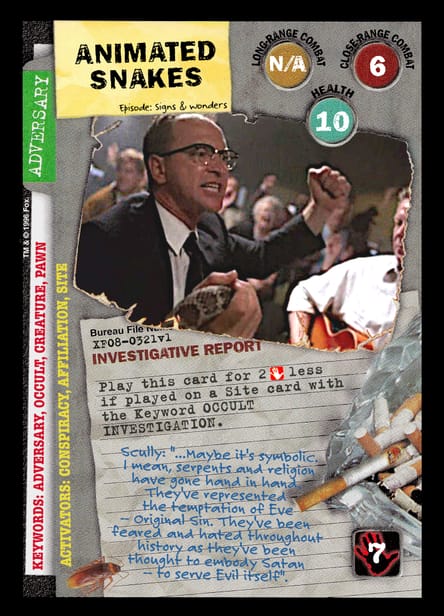 ANIMATED
SNAKES
Episode: Signs & Wonders
LONG-RANGE COMBAT
N/A
CLOSE-RANGE COMBAT
6
HEALTH
10
ADVERSARY
TM & © 1996 Fox.
KEYWORDS: ADVERSARY, OCCULT, CREATURE, PAWN
ACTIVATORS: CONSPIRACY, AFFILIATION, SITE
Bureau File
XF08-0321v1
INVESTIGATIVE REPORT
Play this card for 2 less
if played on a Site card with
the Keyword OCCULT
INVESTIGATION.
Scully: "...Maybe it's symbolic.
I mean, serpents and religion
have gone hand in hand.
They've represented
the temptation of Eve.
Original Sin. They've been
feared and hated throughout
history as they've been
thought to embody Satan
– to serve Evil itself".
7